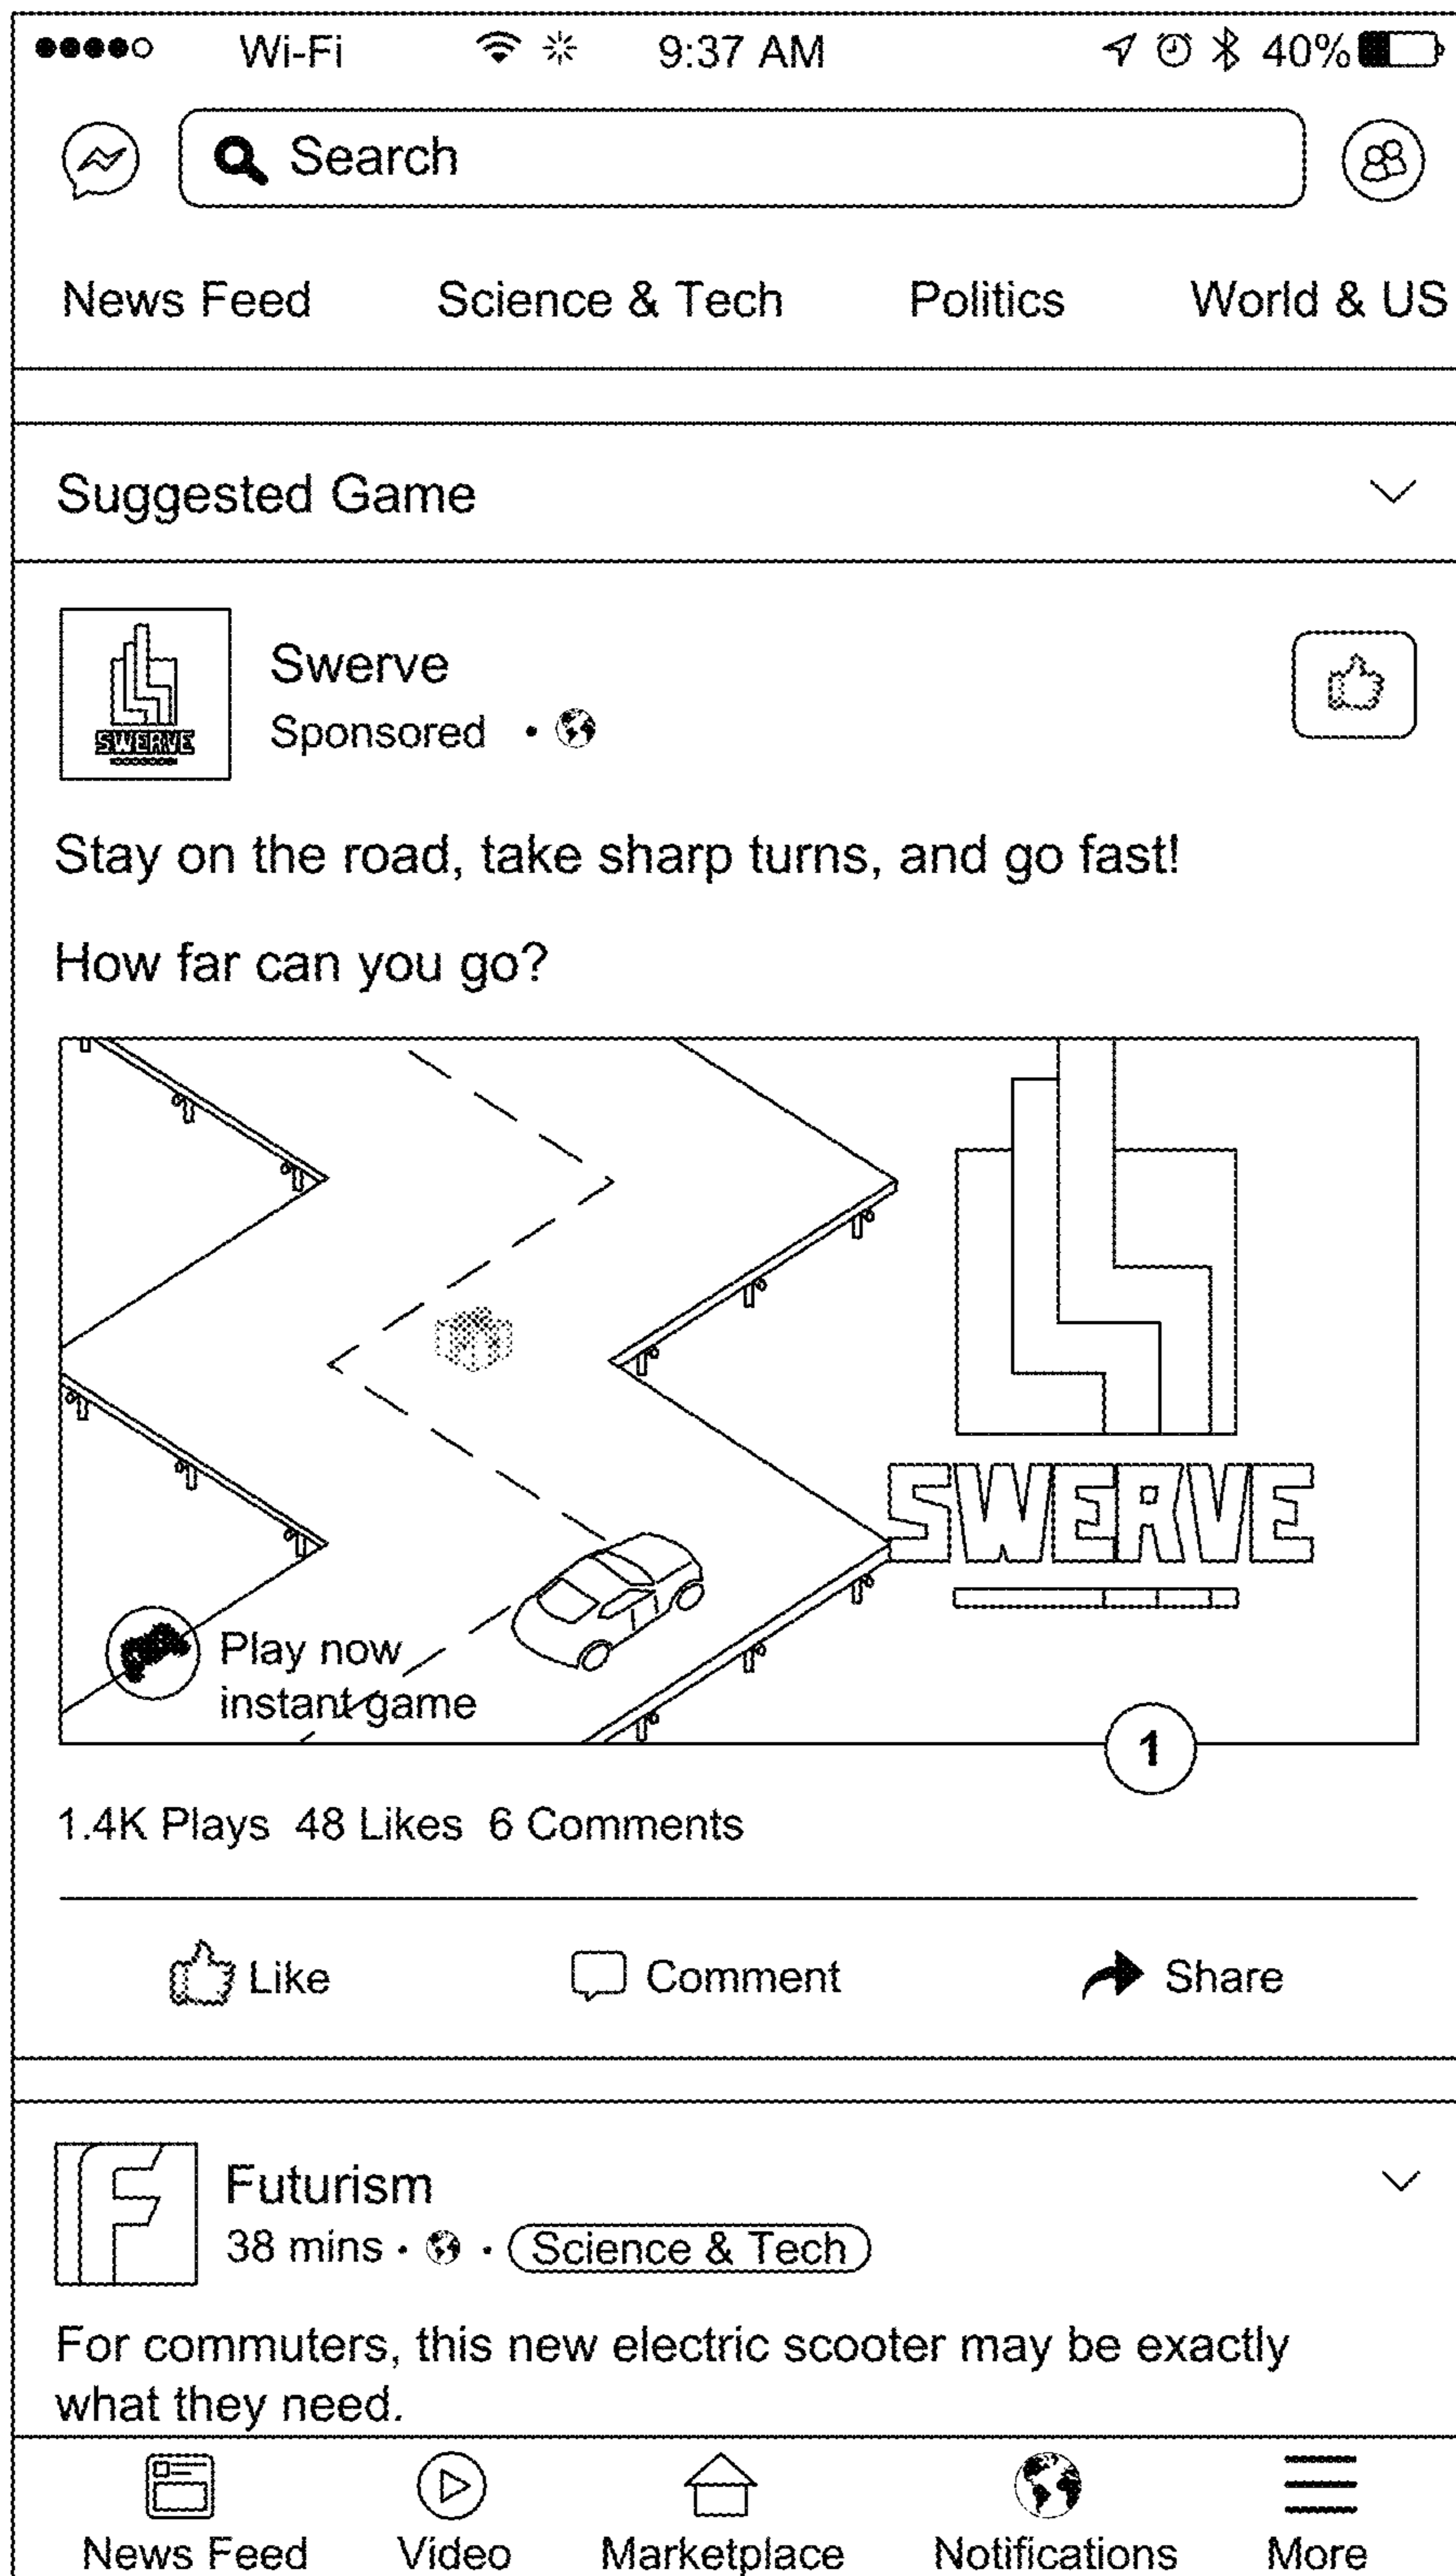 Wi-Fi 9:37 AM 40%
Search
News Feed Science & Tech Politics World & US
Suggested Game
SWERVE
Swerve
Sponsored •
Stay on the road, take sharp turns, and go fast!
How far can you go?
SWERVE
Play now
instant game
1
1.4K Plays 48 Likes 6 Comments
Like Comment Share
F
Futurism
38 mins • • Science & Tech
For commuters, this new electric scooter may be exactly
what they need.
News Feed Video Marketplace Notifications More